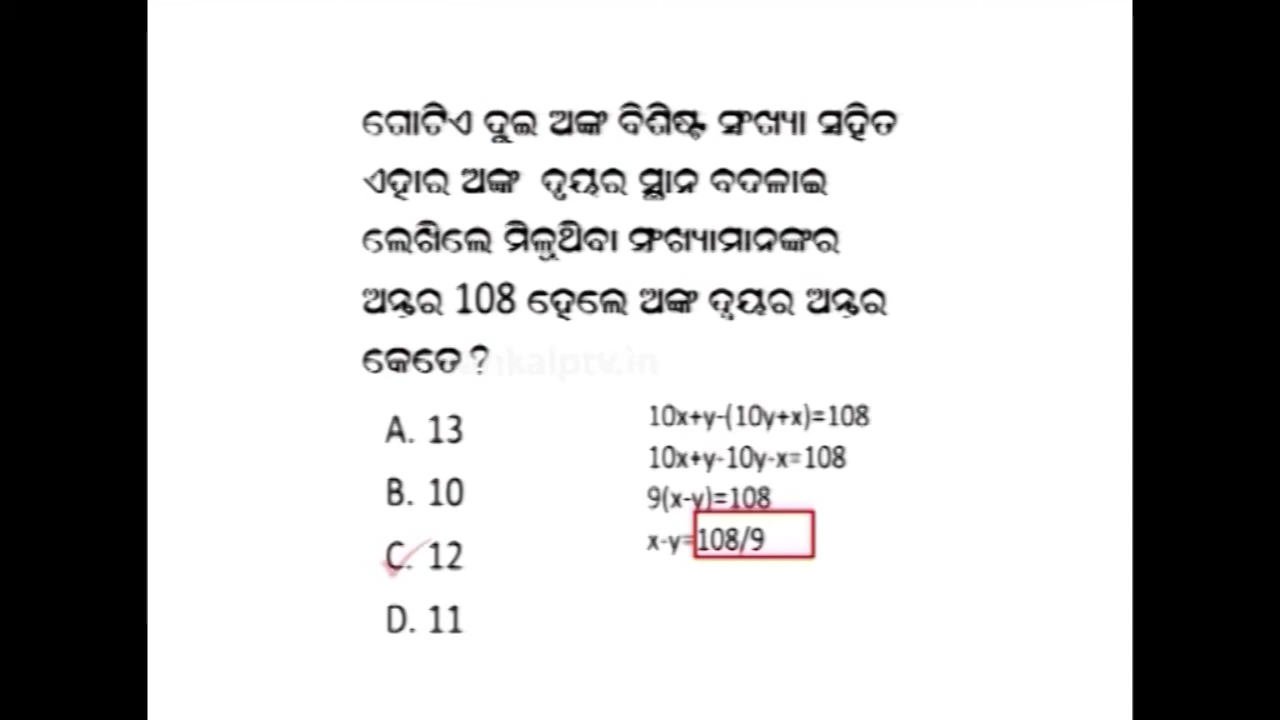 ଗୋଟିଏ ଦୁଇ ଅଙ୍କ ବିଶିଷ୍ଟ ସଂଖ୍ୟା ସହିତ
ଏହାର ଅଙ୍କ ଦ୍ୱୟର ସ୍ଥାନ ବଦଳାଇ
ଲେଖିଲେ ମିଳୁଥିବା ସଂଖ୍ୟାମାନଙ୍କର
ଅନ୍ତର 108 ହେଲେ ଅଙ୍କ ଦ୍ୱୟର ଅନ୍ତର
କେତେ ?
A. 13
B. 10
C. 12
D. 11
10x+y-(10y+x)=108
10x+y-10y-x=108
9(x-y)=108
x-y=108/9